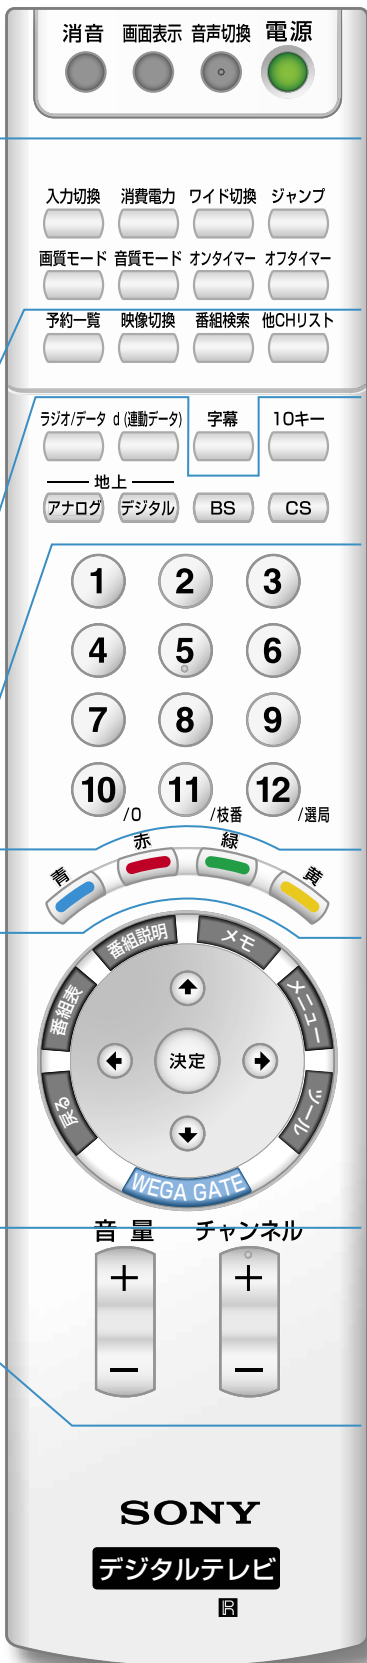 消音 画面表示 音声切換 電源
入力切換 消費電力 ワイド切換 ジャンプ
画質モード 音質モード オンタイマー オフタイマー
予約一覧 映像切換 番組検索 他CHリスト
ラジオ/データ d(連動データ) 字幕 10キー
地上
アナログ デジタル BS CS
1 2 3
4 5 6
7 8 9
10/0 11/枝番 12/選局
青 赤 緑 黄
番組表 番組説明 メモ メニュー
決定
戻る ツール
WEGA GATE
音量 チャンネル
+ +
− −
SONY
デジタルテレビ
R